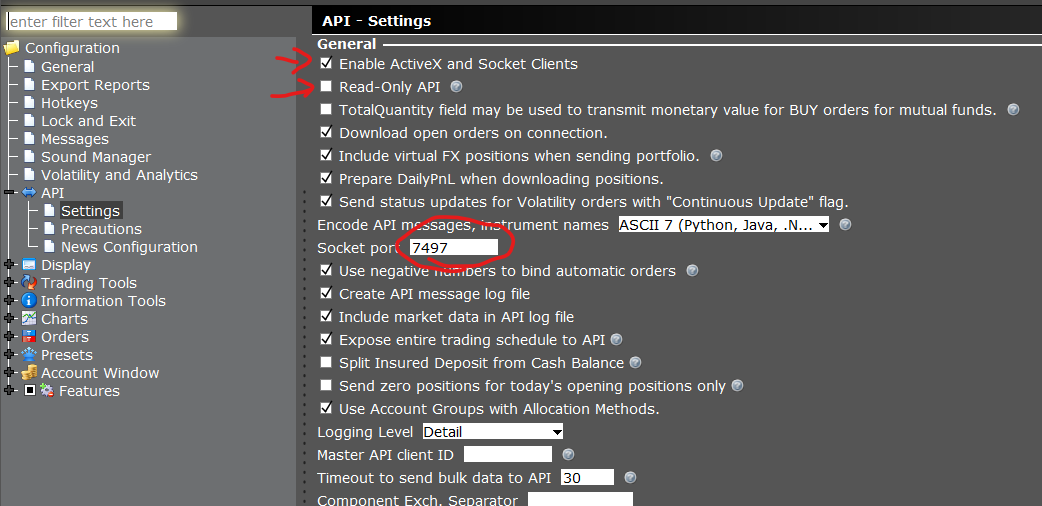 enter filter text here
Configuration
General
Export Reports
Hotkeys
Lock and Exit
Messages
Sound Manager
Volatility and Analytics
API
Settings
Precautions
News Configuration
Display
Trading Tools
Information Tools
Charts
Orders
Presets
Account Window
Features
API - Settings
General
Enable ActiveX and Socket Clients
Read-Only API
TotalQuantity field may be used to transmit monetary value for BUY orders for mutual funds.
Download open orders on connection.
Include virtual FX positions when sending portfolio.
Prepare DailyPnL when downloading positions.
Send status updates for Volatility orders with "Continuous Update" flag.
Encode API messages, instrument names ASCII 7 (Python, Java, .N...
Socket port 7497
Use negative numbers to bind automatic orders
Create API message log file
Include market data in API log file
Expose entire trading schedule to API
Split Insured Deposit from Cash Balance
Send zero positions for today's opening positions only
Use Account Groups with Allocation Methods.
Logging Level Detail
Master API client ID
Timeout to send bulk data to API 30
Component Exch. Separator